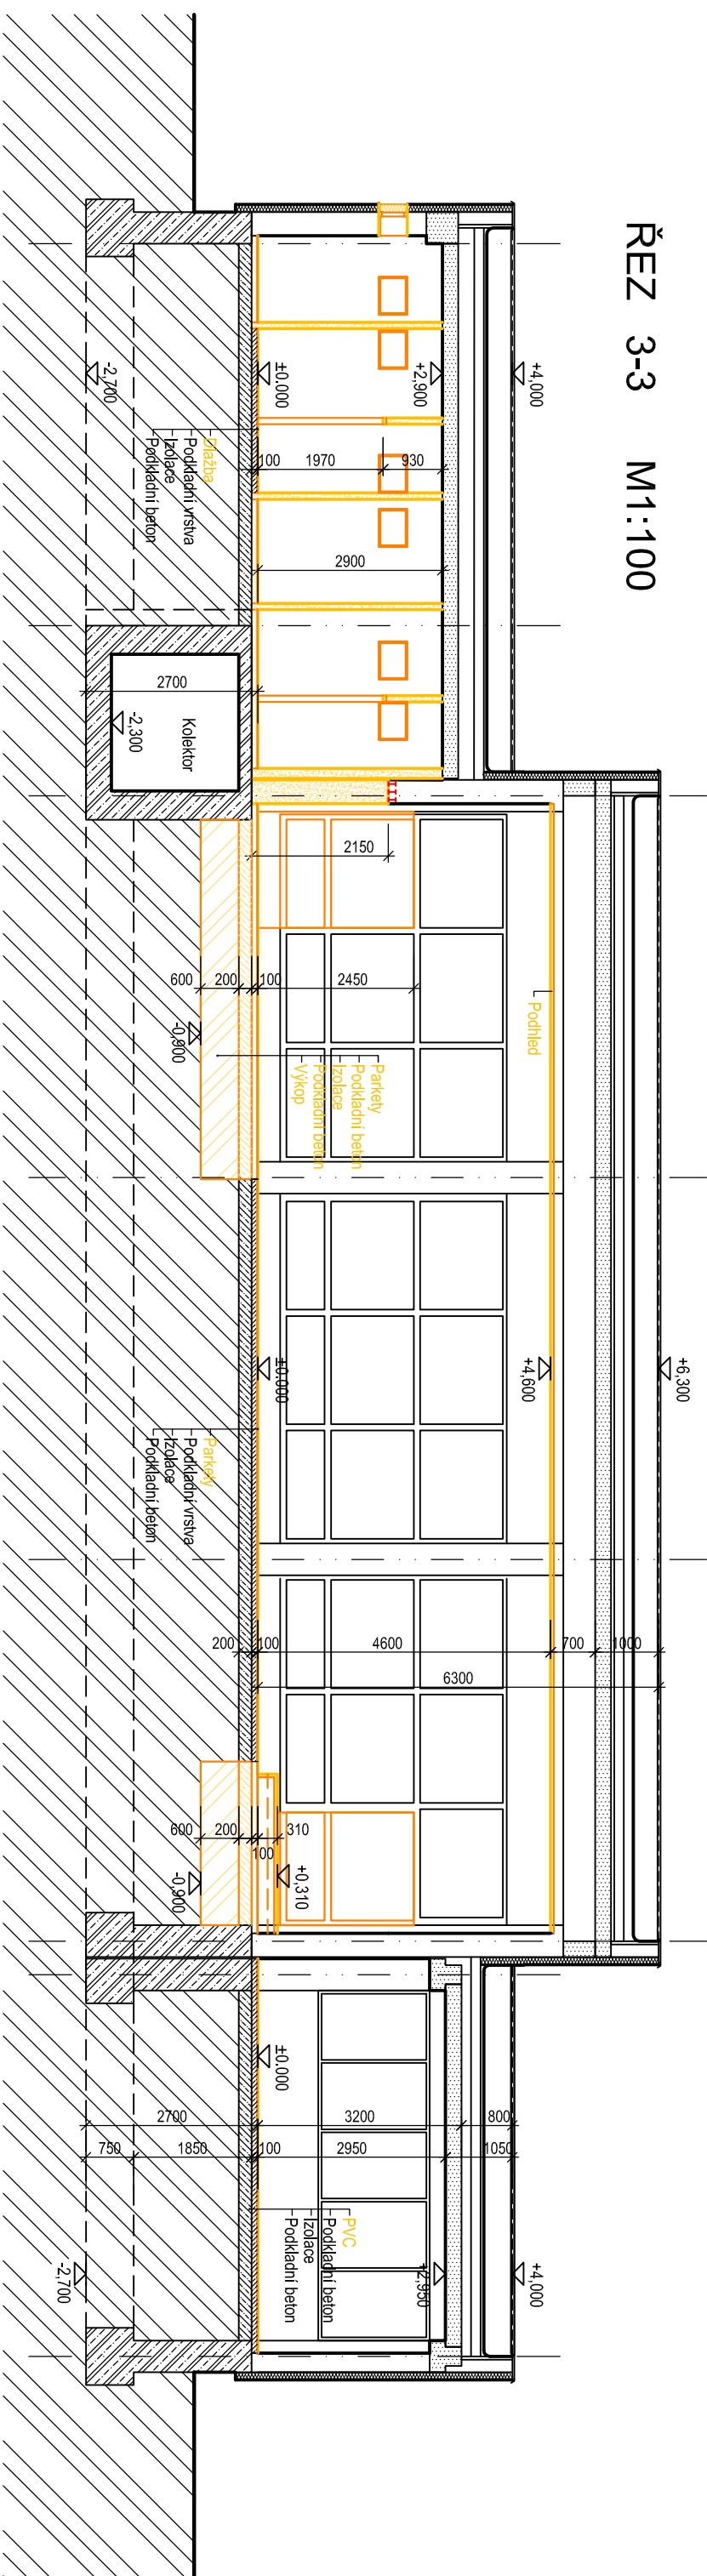 ŘEZ 3-3 M1:100
+4,000
+2,900
±0.000
-2,700
Dlažba
Podkladní vrstva
Izolace
Podkladní beton
100
1970
930
2900
2700
-2,300
Kolektor
2150
600
200
100
2450
-0,900
Podhled
Parkety
Podkladní beton
Izolace
Podkladní beton
Výkop
+6,300
+4,600
±0.000
Parkety
Podkladní vrstva
Izolace
Podkladní beton
200
100
4600
700
1000
6300
600
200
100
310
-0,900
+0,310
±0.000
2700
3200
800
750
1850
100
2950
1050
PVC
Podkladní beton
Izolace
Podkladní beton
+4,000
+2,950
-2,700